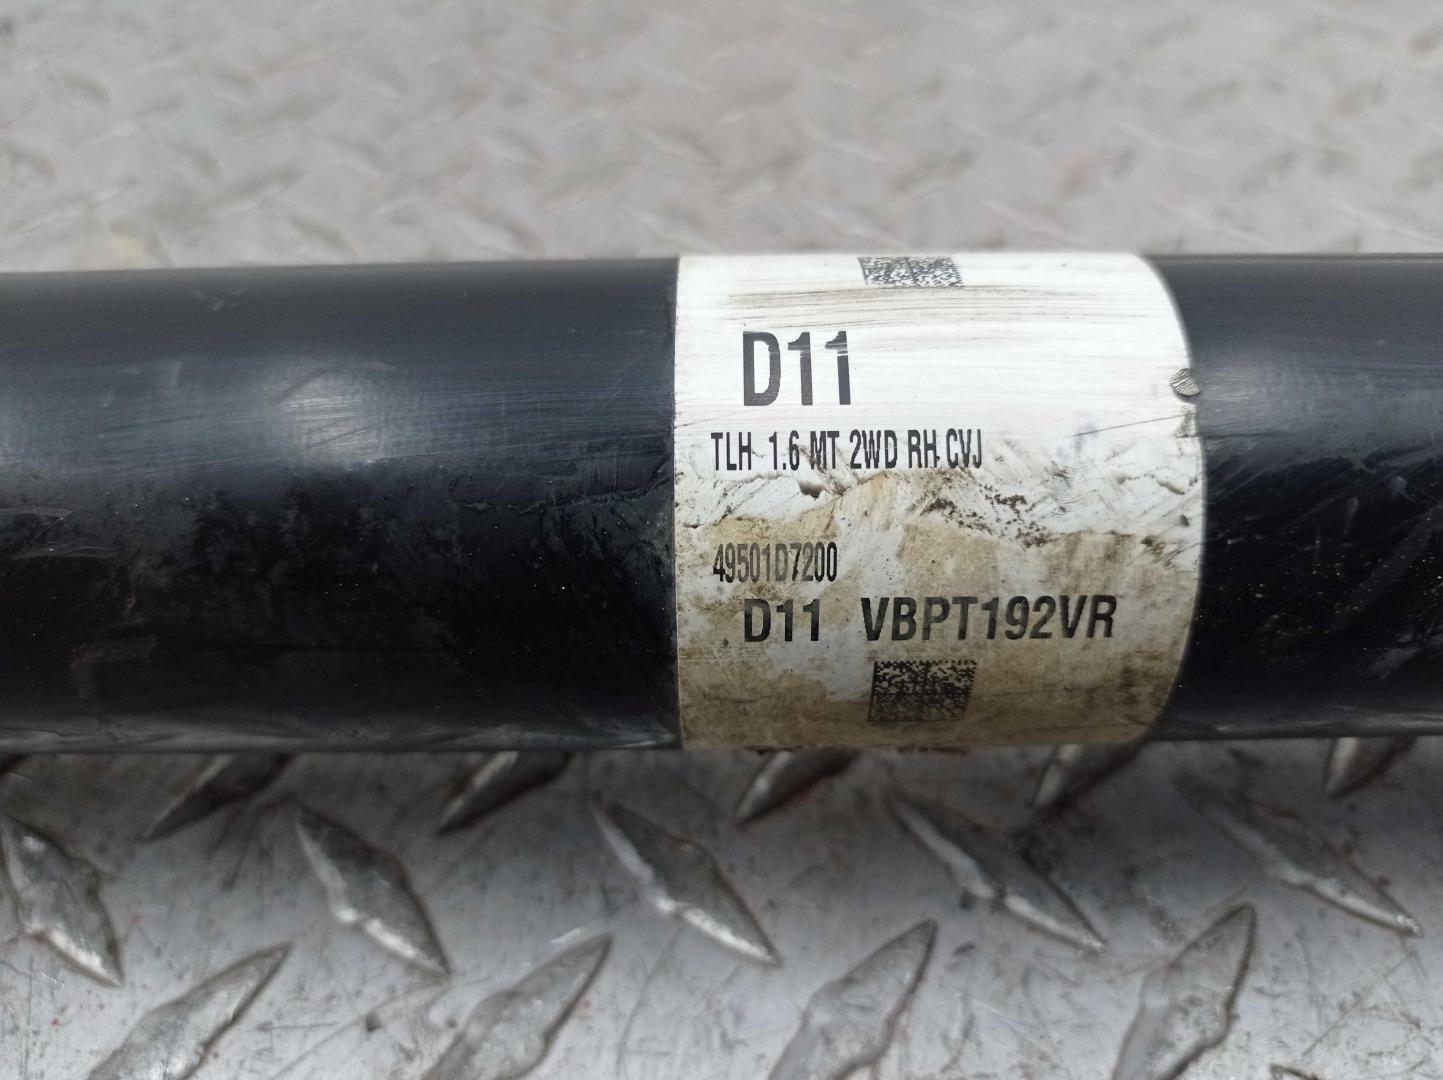 D11
TLH 1.6 MT 2WD RH CVJ
49501D7200
D11 VBPT192VR